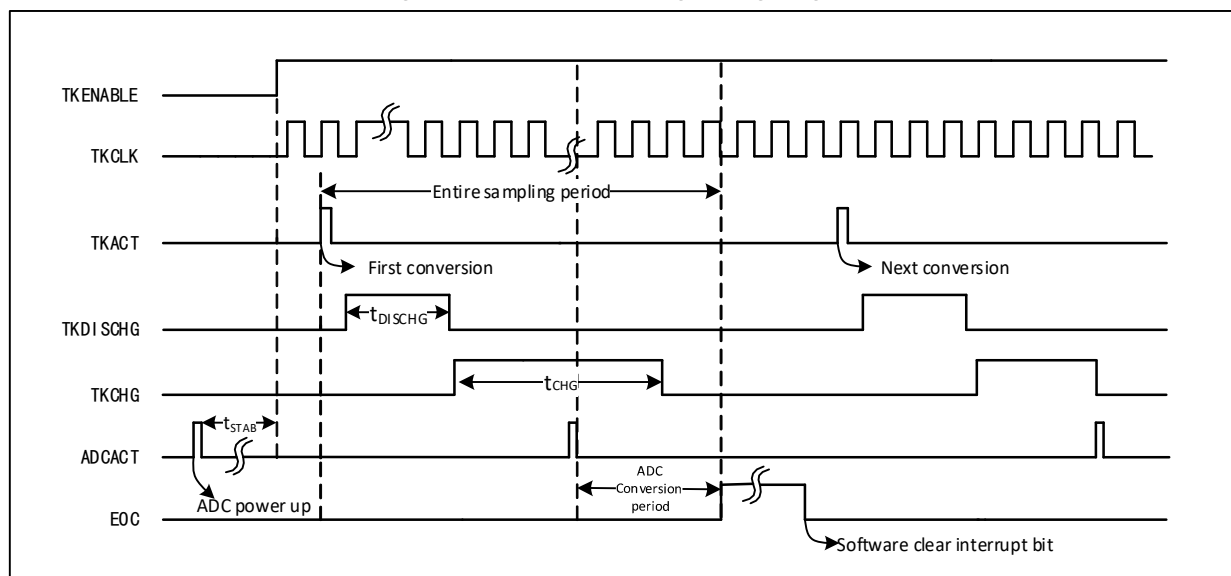 TKENABLE
TKCLK
Entire sampling period
TKACT
First conversion
Next conversion
TKDISCHG
tDISCHG
TKCHG
tCHG
tSTAB
ADCACT
ADC
Conversion
period
ADC power up
EOC
Software clear interrupt bit